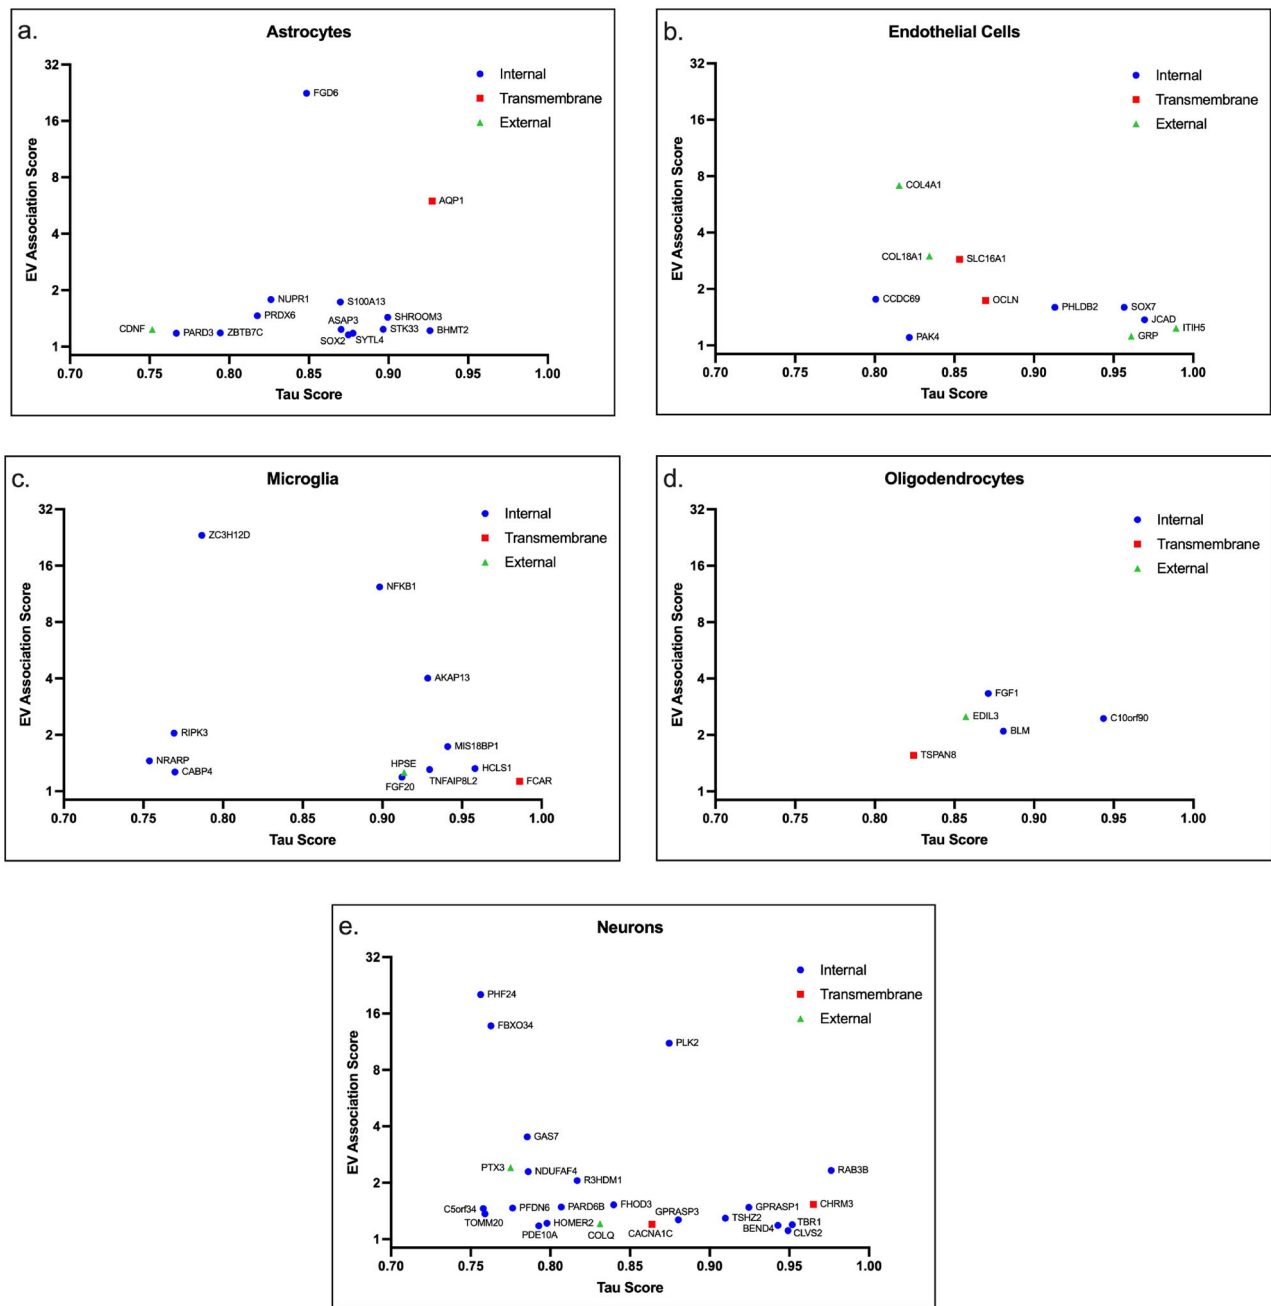 a.
Astrocytes
EV Association Score
32
16
8
4
2
1
Internal
Transmembrane
External
FGD6
AQP1
NUPR1
S100A13
PRDX6
ASAP3
SHROOM3
CDNF
PARD3
ZBTB7C
STK33
BHMT2
SOX2
SYTL4
0.70
0.75
0.80
0.85
0.90
0.95
1.00
Tau Score
b.
Endothelial Cells
EV Association Score
32
16
8
4
2
1
Internal
Transmembrane
External
COL4A1
COL18A1
SLC16A1
CCDC69
OCLN
PHLDB2
SOX7
JCAD
ITIH5
PAK4
GRP
0.70
0.75
0.80
0.85
0.90
0.95
1.00
Tau Score
c.
Microglia
EV Association Score
32
16
8
4
2
1
Internal
Transmembrane
External
ZC3H12D
NFKB1
AKAP13
RIPK3
MIS18BP1
NRARP
HPSE
CABP4
HCLS1
TNFAIP8L2
FCAR
FGF20
0.70
0.75
0.80
0.85
0.90
0.95
1.00
Tau Score
d.
Oligodendrocytes
EV Association Score
32
16
8
4
2
1
Internal
Transmembrane
External
FGF1
EDIL3
C10orf90
BLM
TSPAN8
0.70
0.75
0.80
0.85
0.90
0.95
1.00
Tau Score
e.
Neurons
EV Association Score
32
16
8
4
2
1
Internal
Transmembrane
External
PHF24
FBXO34
PLK2
GAS7
PTX3
NDUFAF4
RAB3B
R3HDM1
C5orf34
PFDN6
PARD6B
FHOD3
GPRASP3
GPRASP1
CHRM3
TOMM20
HOMER2
TSHZ2
TBR1
PDE10A
COLQ
CACNA1C
BEND4
CLVS2
0.70
0.75
0.80
0.85
0.90
0.95
1.00
Tau Score